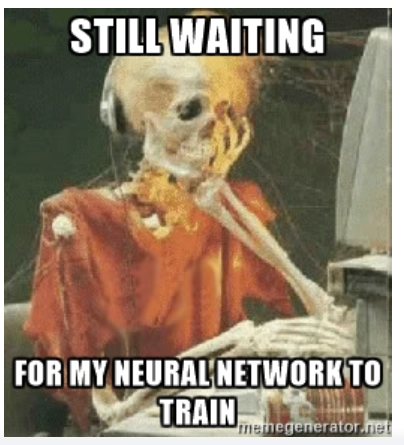 STILL WAITING
FOR MY NEURAL NETWORK TO
TRAIN
memegenerator.net